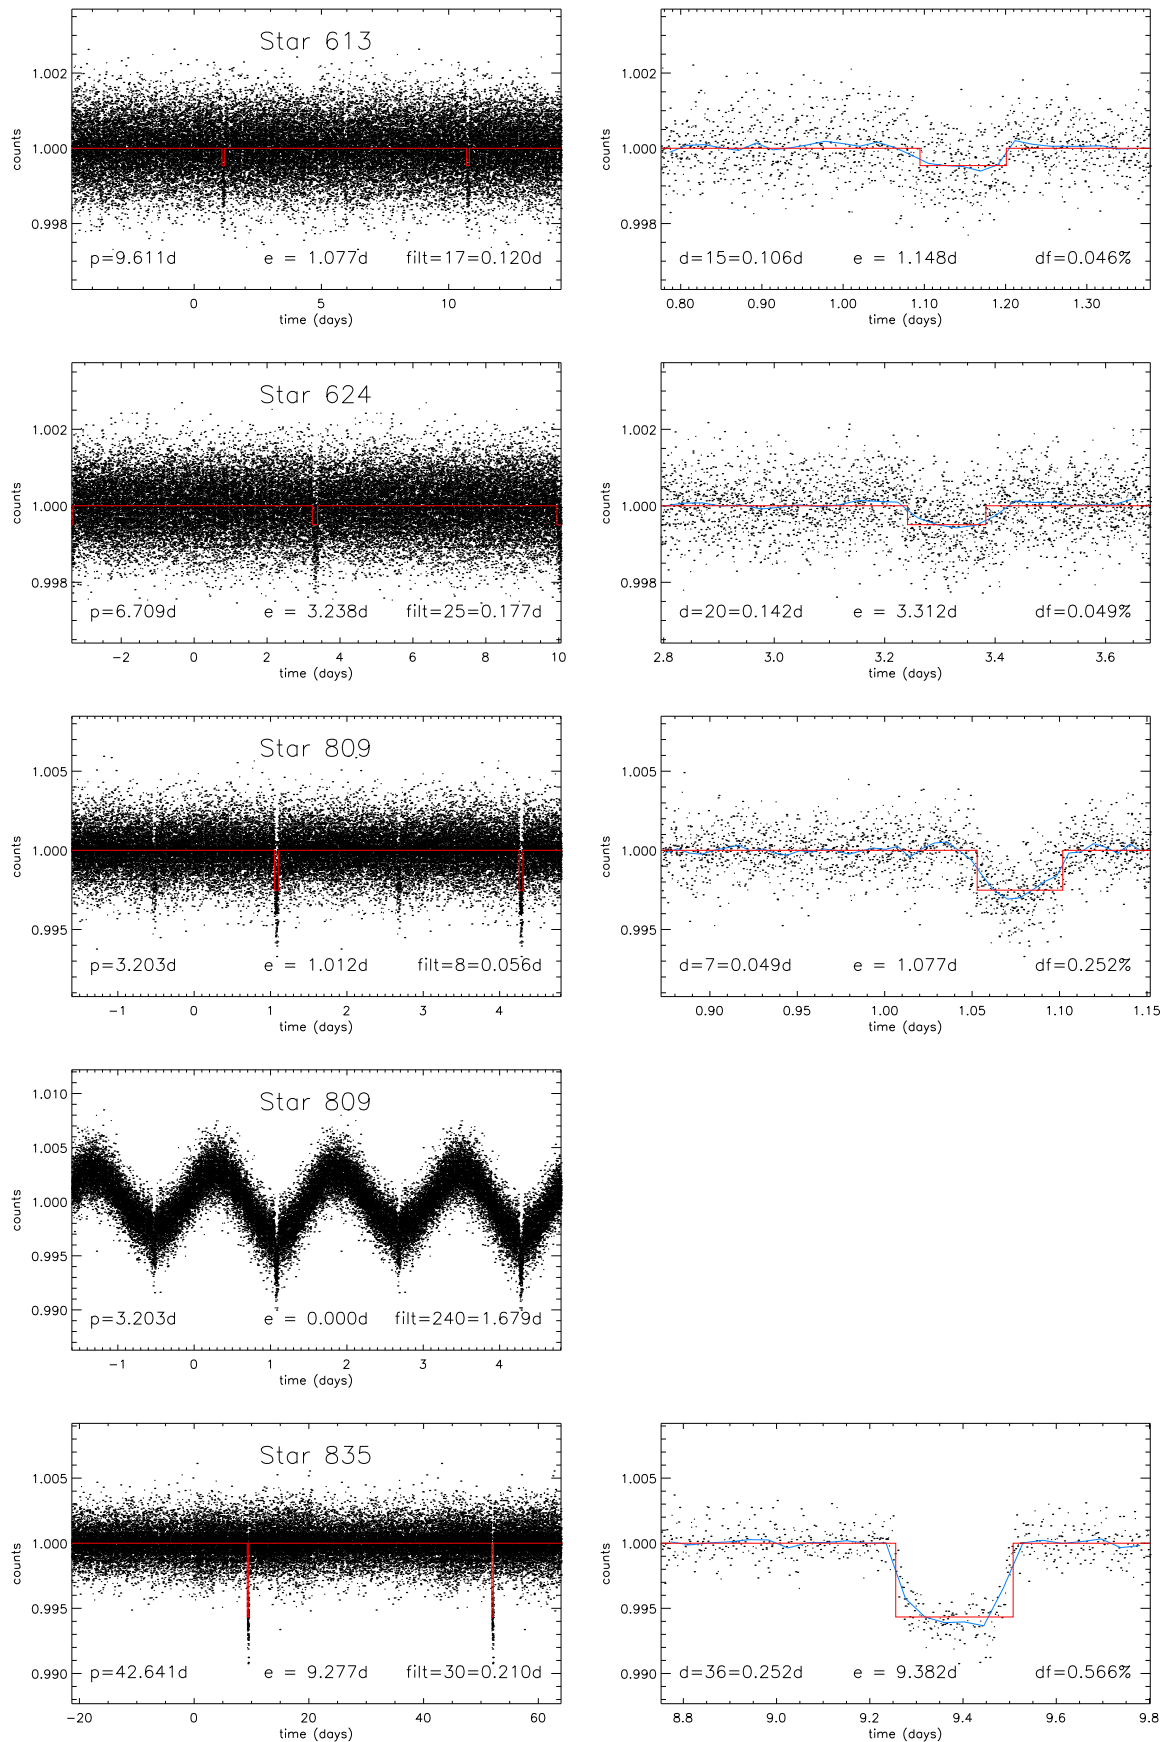 Star 613
counts
1.002
1.000
0.998
p=9.611d e = 1.077d filt=17=0.120d
0 5 10
time (days)
counts
1.002
1.000
0.998
d=15=0.106d e = 1.148d df=0.046%
0.80 0.90 1.00 1.10 1.20 1.30
time (days)
Star 624
counts
1.002
1.000
0.998
p=6.709d e = 3.238d filt=25=0.177d
-2 0 2 4 6 8 10
time (days)
counts
1.002
1.000
0.998
d=20=0.142d e = 3.312d df=0.049%
2.8 3.0 3.2 3.4 3.6
time (days)
Star 809
counts
1.005
1.000
0.995
p=3.203d e = 1.012d filt=8=0.056d
-1 0 1 2 3 4
time (days)
counts
1.005
1.000
0.995
d=7=0.049d e = 1.077d df=0.252%
0.90 0.95 1.00 1.05 1.10 1.15
time (days)
Star 809
counts
1.010
1.005
1.000
0.995
0.990
p=3.203d e = 0.000d filt=240=1.679d
-1 0 1 2 3 4
time (days)
Star 835
counts
1.005
1.000
0.995
0.990
p=42.641d e = 9.277d filt=30=0.210d
-20 0 20 40 60
time (days)
counts
1.005
1.000
0.995
0.990
d=36=0.252d e = 9.382d df=0.566%
8.8 9.0 9.2 9.4 9.6 9.8
time (days)